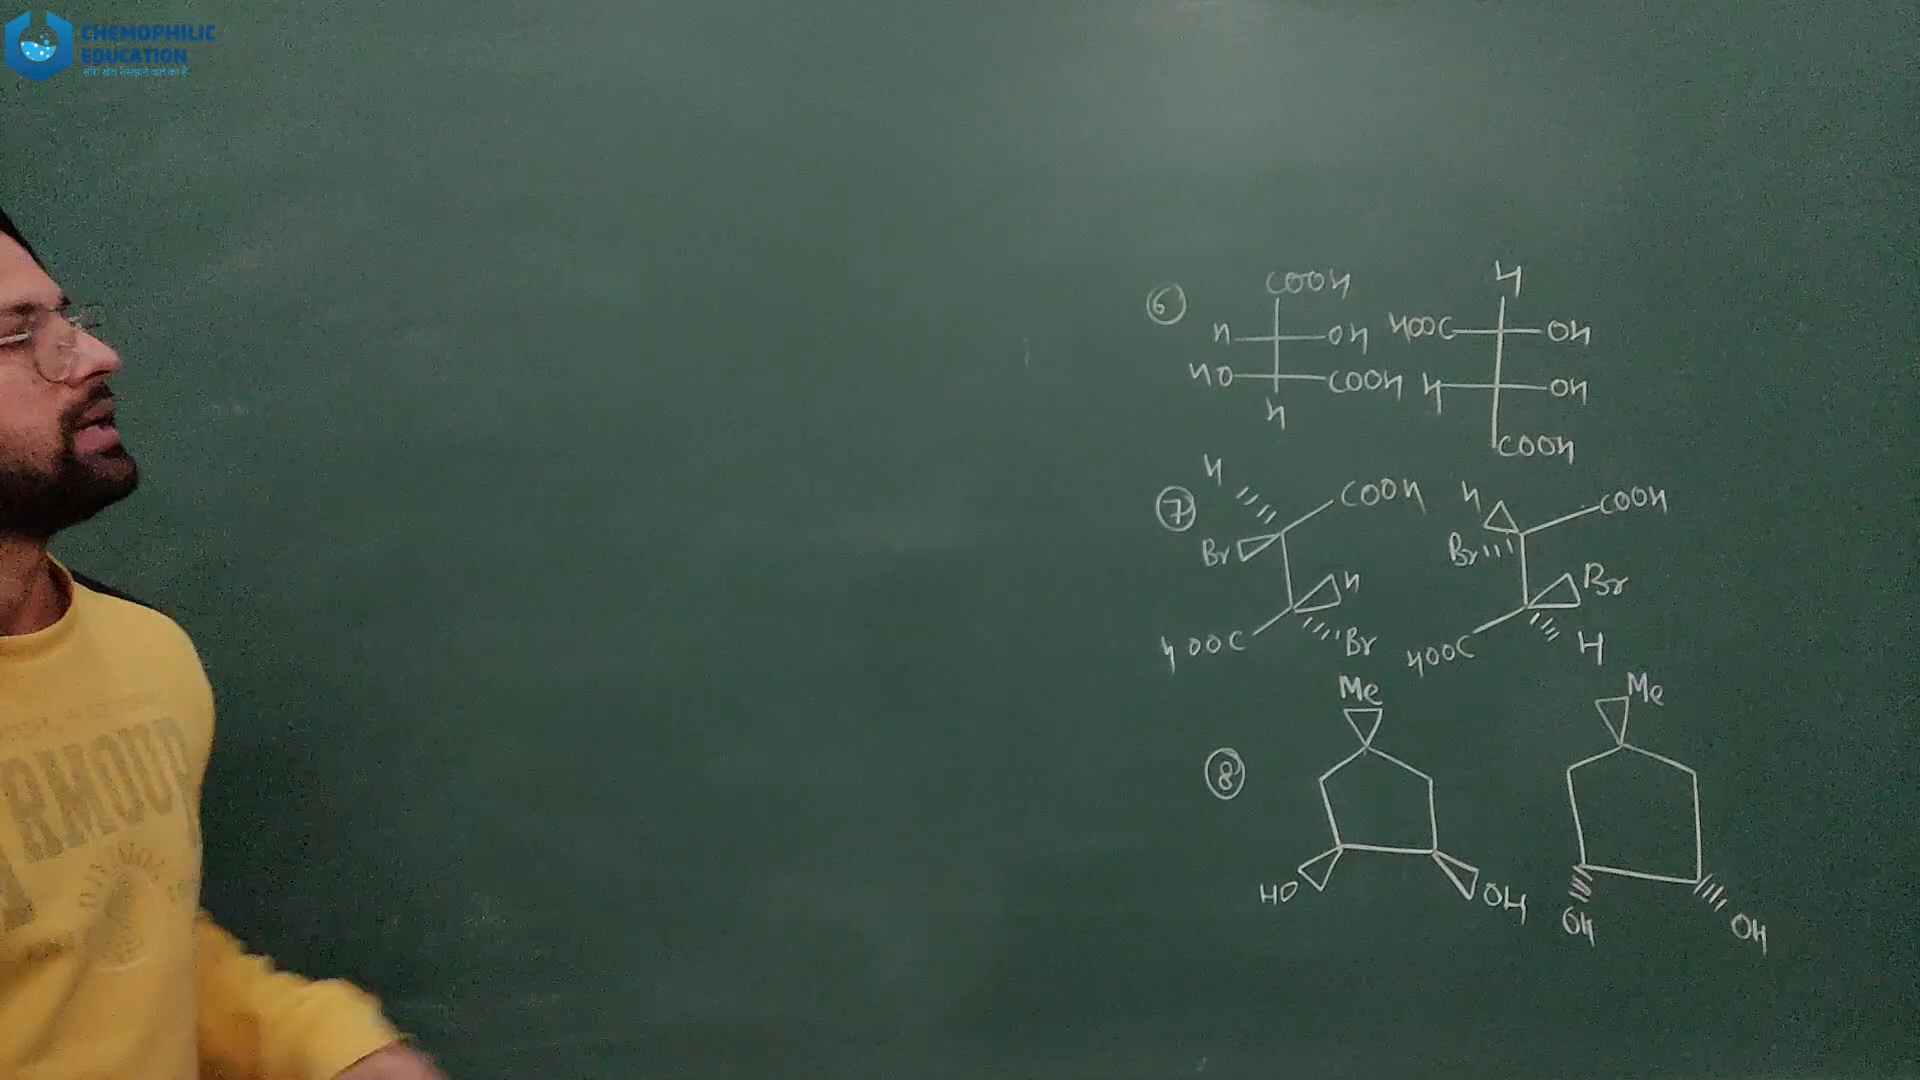 CHEMOPHILIC
EDUCATION
सारा खेल समझाने वाले का है
6
COOH H
H OH HOOC OH
HO COOH H OH
H COOH
7
H COOH H COOH
Br Br
H Br
HOOC Br HOOC H
Me Me
8
HO OH OH OH